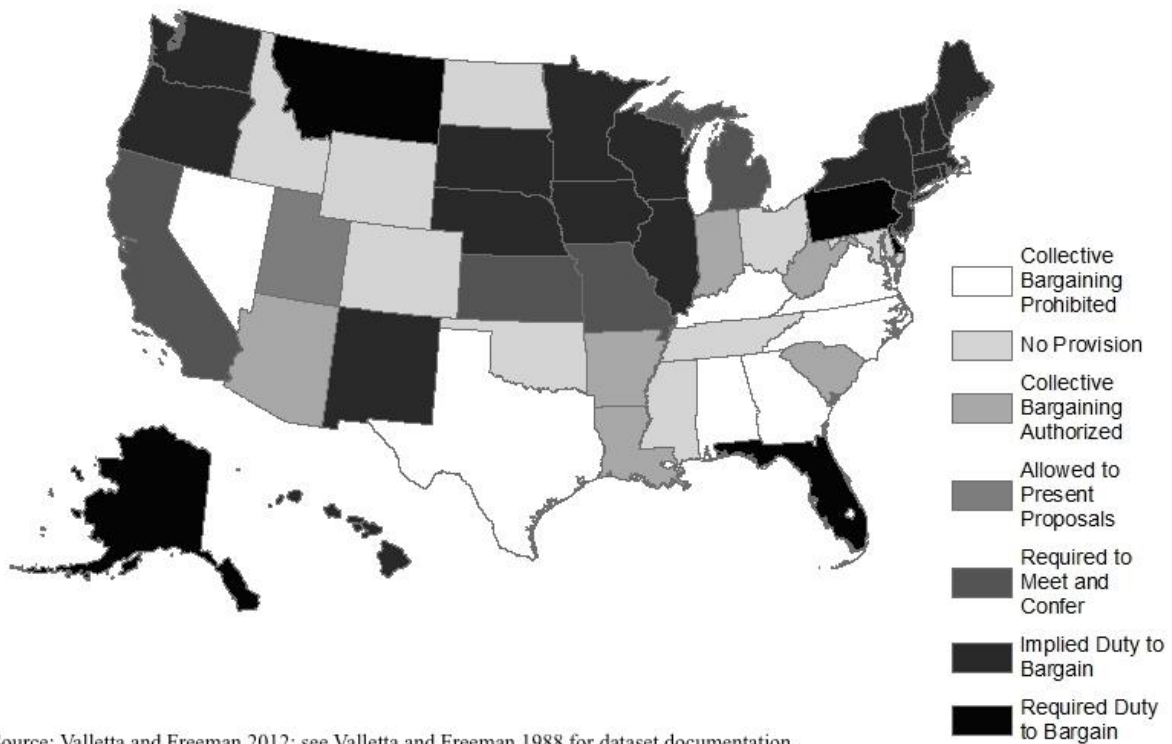 Collective
Bargaining
Prohibited
No Provision
Collective
Bargaining
Authorized
Allowed to
Present
Proposals
Required to
Meet and
Confer
Implied Duty to
Bargain
Required Duty
to Bargain
Source: Valletta and Freeman 2012; see Valletta and Freeman 1988 for dataset documentation